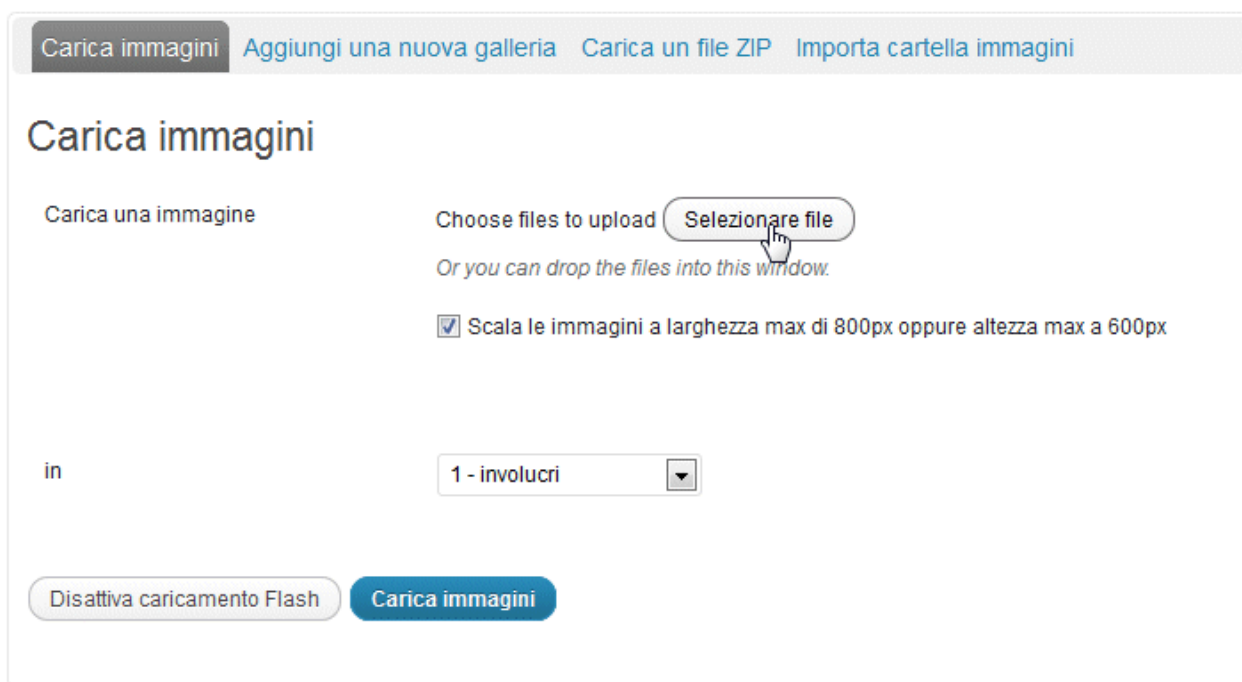 Carica immagini Aggiungi una nuova galleria Carica un file ZIP Importa cartella immagini
Carica immagini
Carica una immagine Choose files to upload Selezionare file
Or you can drop the files into this window.
Scala le immagini a larghezza max di 800px oppure altezza max a 600px
in 1 - involucri
Disattiva caricamento Flash Carica immagini